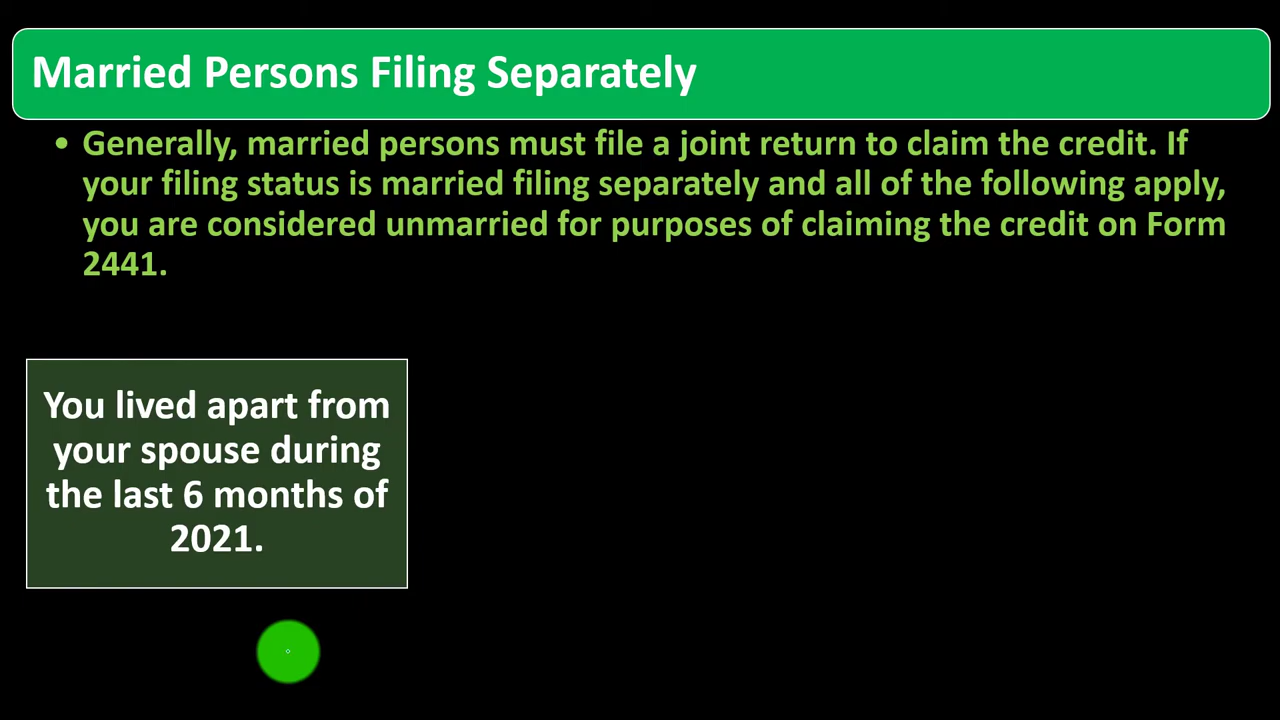 Married Persons Filing Separately
• Generally, married persons must file a joint return to claim the credit. If
your filing status is married filing separately and all of the following apply,
you are considered unmarried for purposes of claiming the credit on Form
2441.
You lived apart from
your spouse during
the last 6 months of
2021.